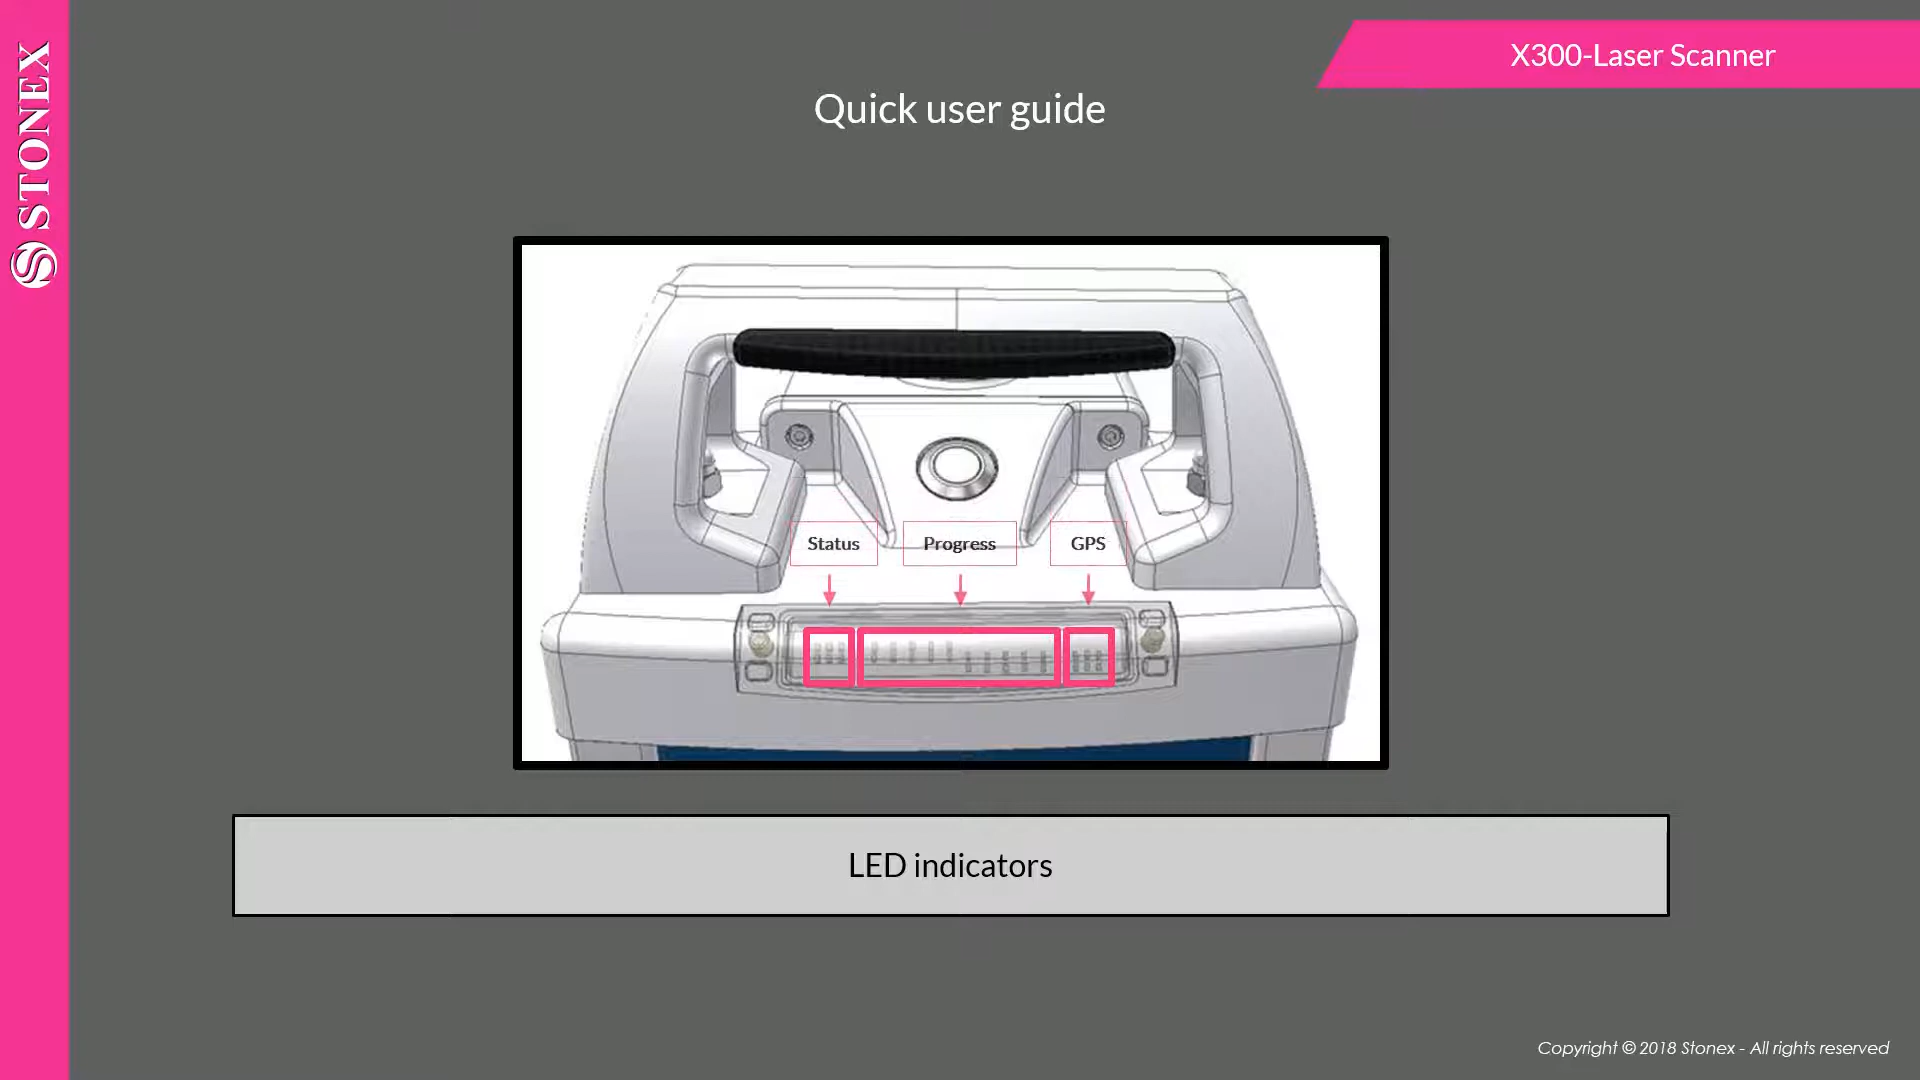 STONEX
X300-Laser Scanner
Quick user guide
Status
Progress
GPS
LED indicators
Copyright © 2018 Stonex - All rights reserved